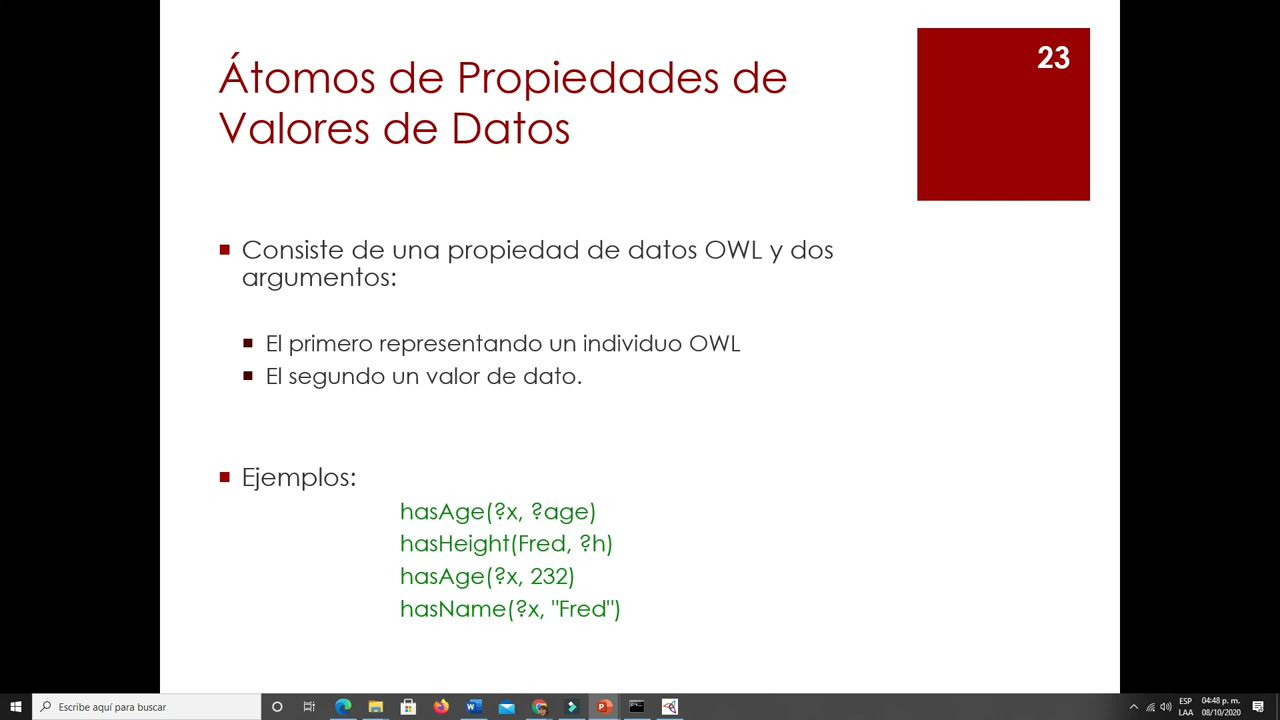 23
Átomos de Propiedades de
Valores de Datos
Consiste de una propiedad de datos OWL y dos
argumentos:
El primero representando un individuo OWL
El segundo un valor de dato.
Ejemplos:
hasAge(?x, ?age)
hasHeight(Fred, ?h)
hasAge(?x, 232)
hasName(?x, "Fred")
Escribe aquí para buscar
ESP
LAA
04:48 p. m.
08/10/2020